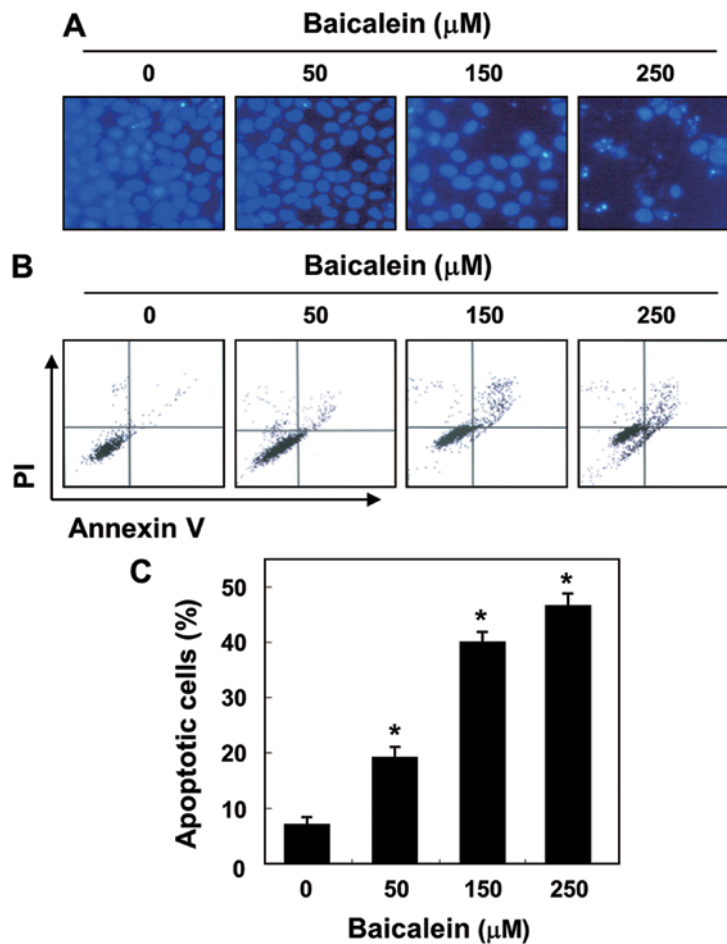 A
Baicalein (μM)
0 50 150 250
B
Baicalein (μM)
0 50 150 250
PI
Annexin V
C
Apoptotic cells (%)
50
40
30
20
10
0
* * *
0 50 150 250
Baicalein (μM)